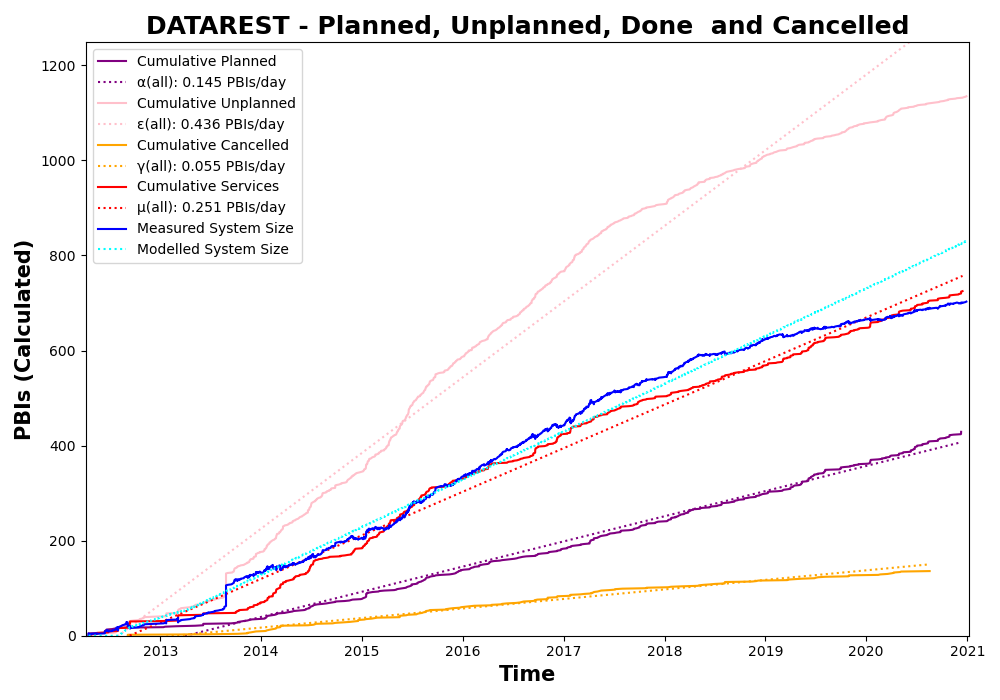 DATAREST - Planned, Unplanned, Done  and Cancelled
PBIs (Calculated)
1200
1000
800
600
400
200
0
Cumulative Planned
α(all): 0.145 PBIs/day
Cumulative Unplanned
ε(all): 0.436 PBIs/day
Cumulative Cancelled
γ(all): 0.055 PBIs/day
Cumulative Services
μ(all): 0.251 PBIs/day
Measured System Size
Modelled System Size
2013 2014 2015 2016 2017 2018 2019 2020 2021
Time